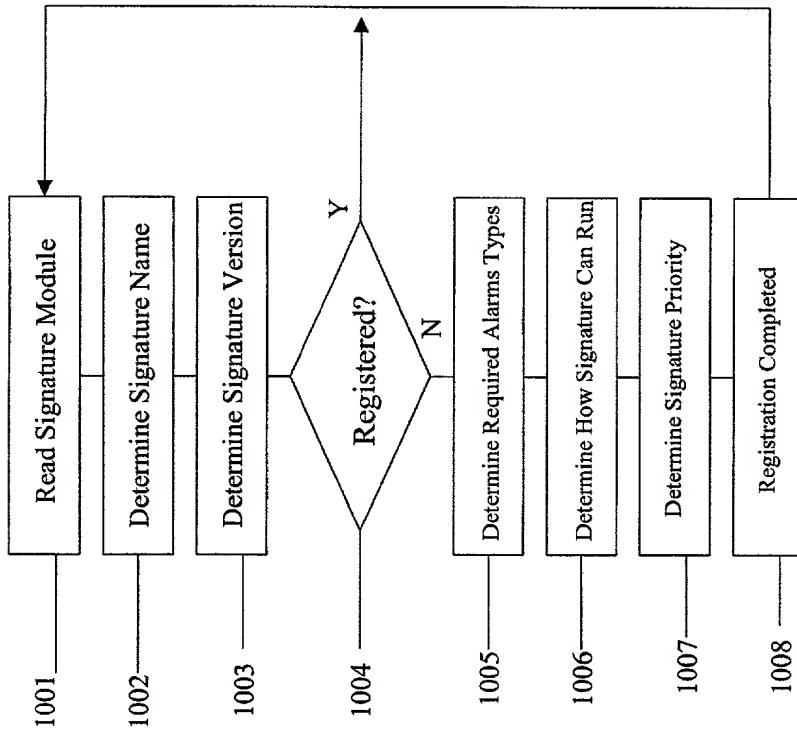 1001
Read Signature Module
1002
Determine Signature Name
1003
Determine Signature Version
1004
Registered?
Y
N
1005
Determine Required Alarms Types
1006
Determine How Signature Can Run
1007
Determine Signature Priority
1008
Registration Completed